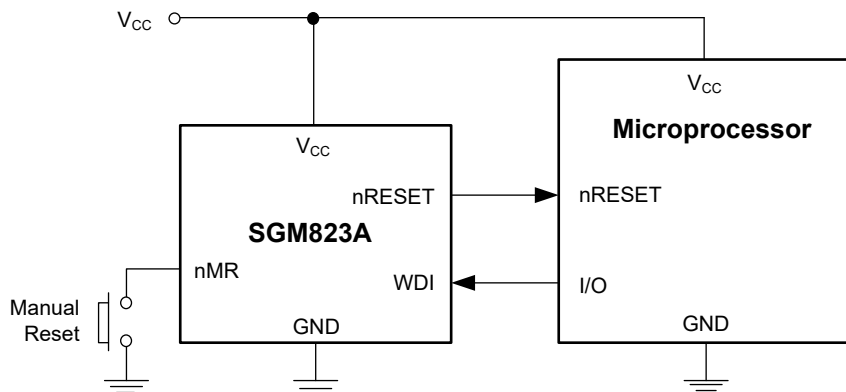 VCC
VCC
Microprocessor
VCC
nRESET
nRESET
SGM823A
nMR
WDI
I/O
Manual
Reset
GND
GND